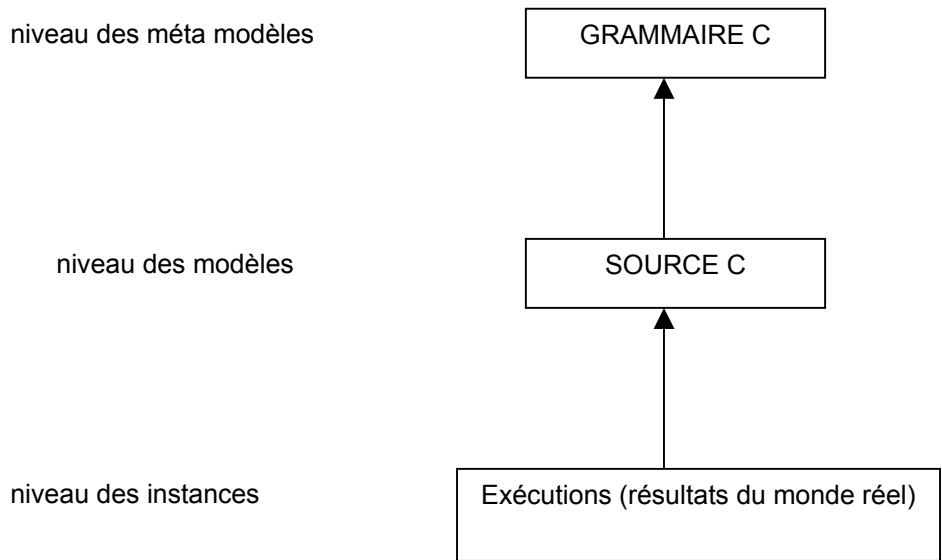 niveau des méta modèles
GRAMMAIRE C
niveau des modèles
SOURCE C
niveau des instances
Exécutions (résultats du monde réel)